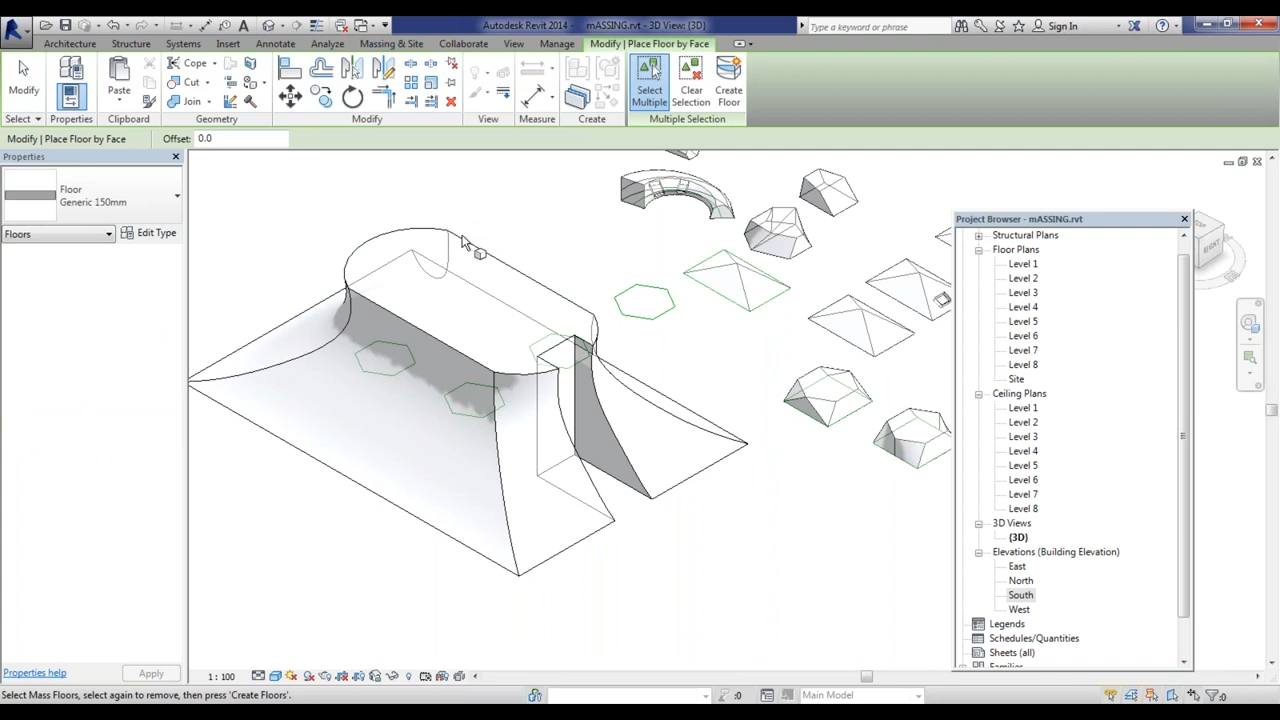 Autodesk Revit 2014 - mASSING.rvt - 3D View: {3D}
Type a keyword or phrase
Sign In
Architecture Structure Systems Insert Annotate Analyze Massing & Site Collaborate View Manage Modify | Place Floor by Face
Modify
Properties
Paste
Cope
Cut
Join
Select Multiple
Clear Selection
Create Floor
Select Properties Clipboard Geometry Modify View Measure Create Multiple Selection
Modify | Place Floor by Face Offset: 0.0
Properties
Floor
Generic 150mm
Floors Edit Type
Properties help Apply
Project Browser - mASSING.rvt
Structural Plans
Floor Plans
Level 1
Level 2
Level 3
Level 4
Level 5
Level 6
Level 7
Level 8
Site
Ceiling Plans
Level 1
Level 2
Level 3
Level 4
Level 5
Level 6
Level 7
Level 8
3D Views
{3D}
Elevations (Building Elevation)
East
North
South
West
Legends
Schedules/Quantities
Sheets (all)
Families
RIGHT
1 : 100
Select Mass Floors, select again to remove, then press 'Create Floors'.
:0
Main Model
:0